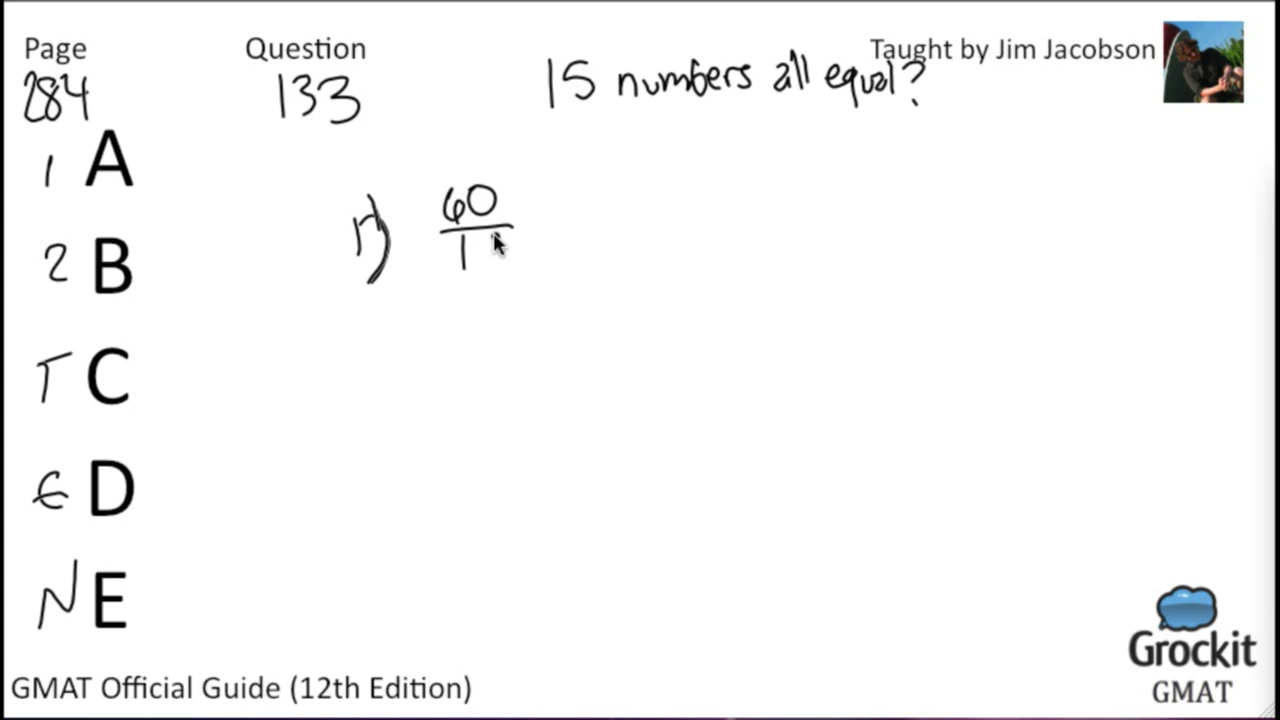 Page Question Taught by Jim Jacobson
284 133 15 numbers all equal?
1 A
60
1)
1
2 B
T C
E D
N E
Grockit
GMAT
GMAT Official Guide (12th Edition)